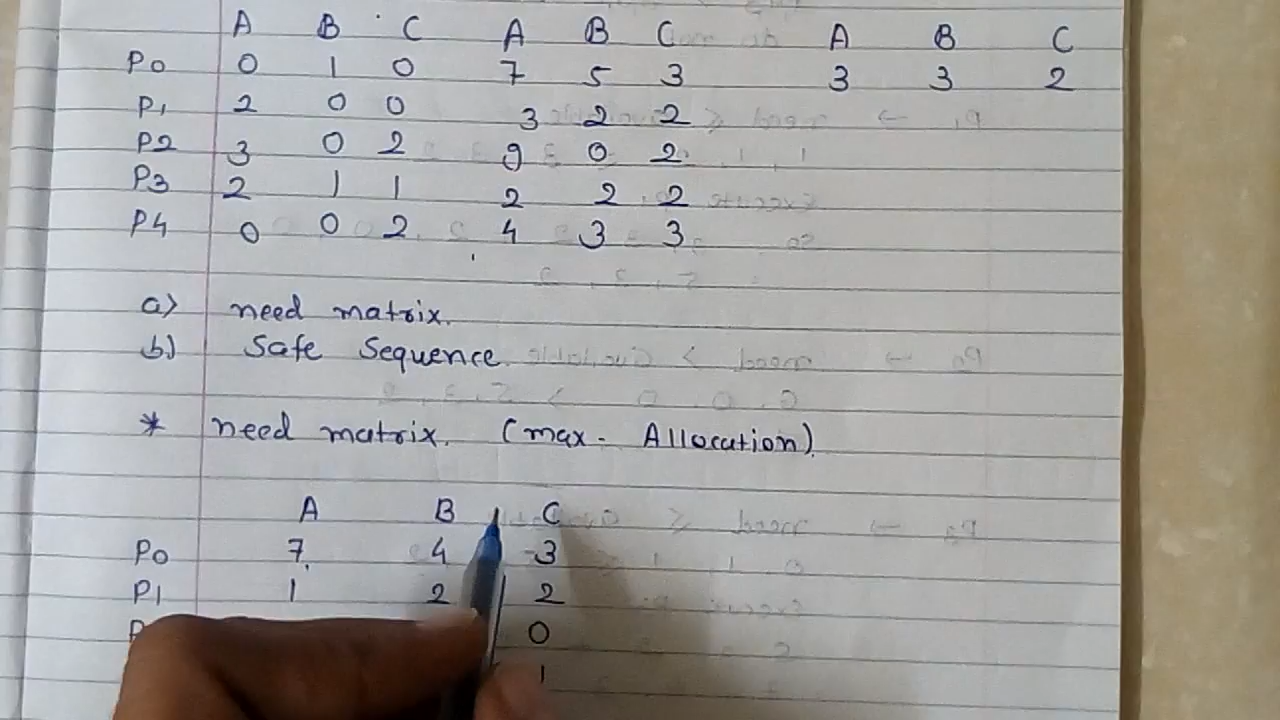 A B C A B C A B C
P0 0 1 0 7 5 3 3 3 2
P1 2 0 0 3 2 2
P2 3 0 2 9 0 2
P3 2 1 1 2 2 2
P4 0 0 2 4 3 3
a) need matrix.
b) Safe Sequence.
* need matrix. (max - Allocation).
A B C
P0 7 4 3
P1 1 2 2
0
1